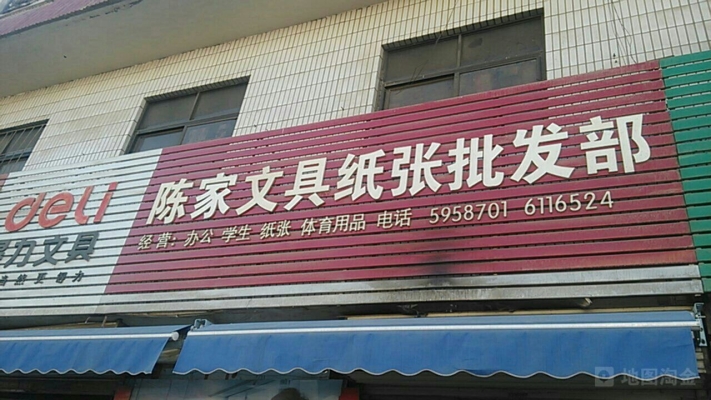 deli
力文具
陈家文具纸张批发部
经营：办公 学生 纸张 体育用品 电话 5958701 6116524
地图淘金